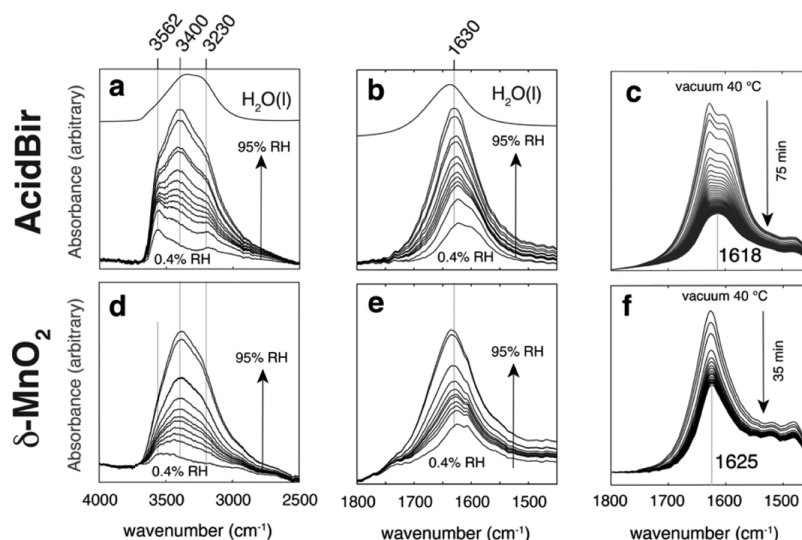 3562
3400
3230
1630
AcidBir
Absorbance (arbitrary)
a
H₂O(l)
95% RH
0.4% RH
b
H₂O(l)
95% RH
0.4% RH
c
vacuum 40 °C
75 min
1618
δ-MnO₂
Absorbance (arbitrary)
d
95% RH
0.4% RH
e
95% RH
0.4% RH
f
vacuum 40 °C
35 min
1625
4000 3500 3000 2500
1800 1700 1600 1500
1800 1700 1600 1500
wavenumber (cm⁻¹)
wavenumber (cm⁻¹)
wavenumber (cm⁻¹)